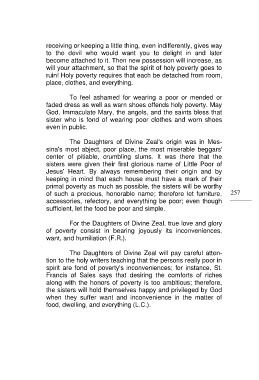 receiving or keeping a little thing, even indifferently, gives way
to the devil who would want you to delight in and later
become attached to it. Then new possession will increase, as
will your attachment, so that the spirit of holy poverty goes to
ruin! Holy poverty requires that each be detached from room,
place, clothes, and everything.
To feel ashamed for wearing a poor or mended or
faded dress as well as warn shoes offends holy poverty. May
God, Immaculate Mary, the angels, and the saints bless that
sister who is fond of wearing poor clothes and worn shoes
even in public.
The Daughters of Divine Zeal's origin was in Mes-
sina's most abject, poor place, the most miserable beggars'
center of pitiable, crumbling slums. It was there that the
sisters were given their first glorious name of Little Poor of
Jesus' Heart. By always remembering their origin and by
keeping in mind that each house must have a mark of their
primal poverty as much as possible, the sisters will be worthy
of such a precious, honorable name; therefore let furniture,
accessories, refectory, and everything be poor; even though
sufficient, let the food be poor and simple.
257
For the Daughters of Divine Zeal, true love and glory
of poverty consist in bearing joyously its inconveniences,
want, and humiliation (F.R.).
The Daughters of Divine Zeal will pay careful atten-
tion to the holy writers teaching that the persons really poor in
spirit are fond of poverty's inconveniences; for instance, St.
Francis of Sales says that desiring the comforts of riches
along with the honors of poverty is too ambitious; therefore,
the sisters will hold themselves happy and privileged by God
when they suffer want and inconvenience in the matter of
food, dwelling, and everything (L.C.).